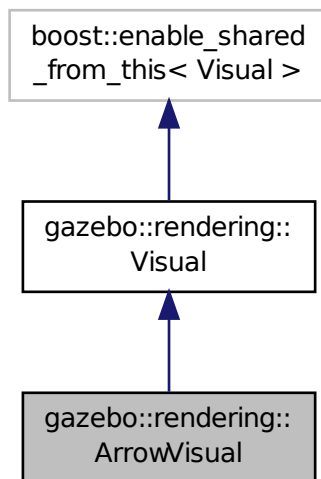 boost::enable_shared
_from_this< Visual >
gazebo::rendering::
Visual
gazebo::rendering::
ArrowVisual